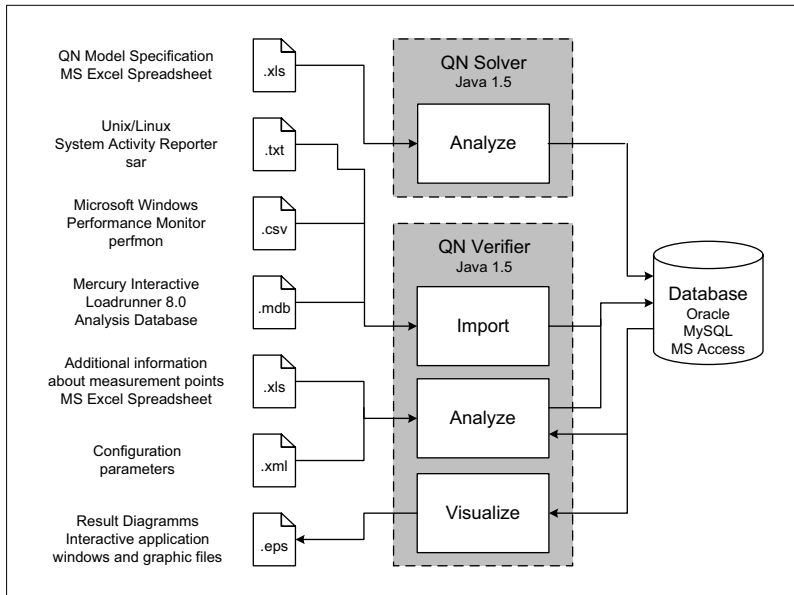 QN Model Specification
MS Excel Spreadsheet
.xls
Unix/Linux
System Activity Reporter
sar
.txt
Microsoft Windows
Performance Monitor
perfmon
.csv
Mercury Interactive
Loadrunner 8.0
Analysis Database
.mdb
Additional information
about measurement points
MS Excel Spreadsheet
.xls
Configuration
parameters
.xml
Result Diagramms
Interactive application
windows and graphic files
.eps
QN Solver
Java 1.5
Analyze
QN Verifier
Java 1.5
Import
Analyze
Visualize
Database
Oracle
MySQL
MS Access